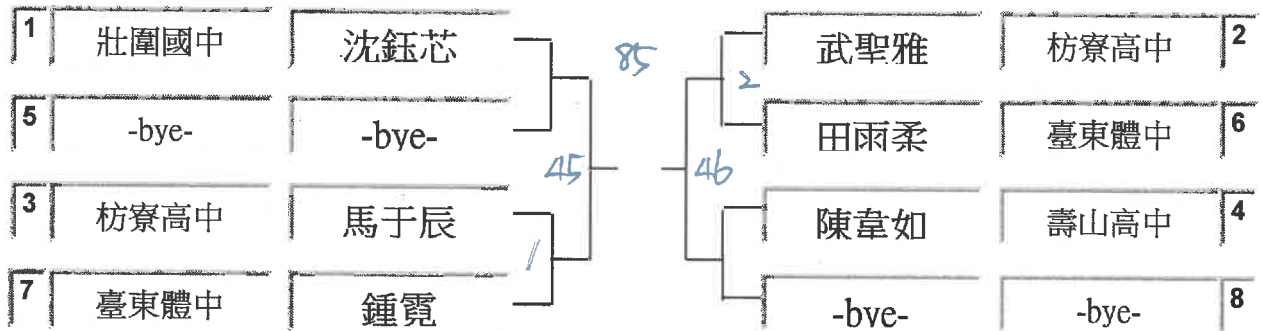 1 壯圍國中 沈鈺芯 85 武聖雅 枋寮高中 2
2
5 -bye- -bye- 田雨柔 臺東體中 6
45 46
3 枋寮高中 馬于辰 陳韋如 壽山高中 4
1
7 臺東體中 鍾霓 -bye- -bye- 8